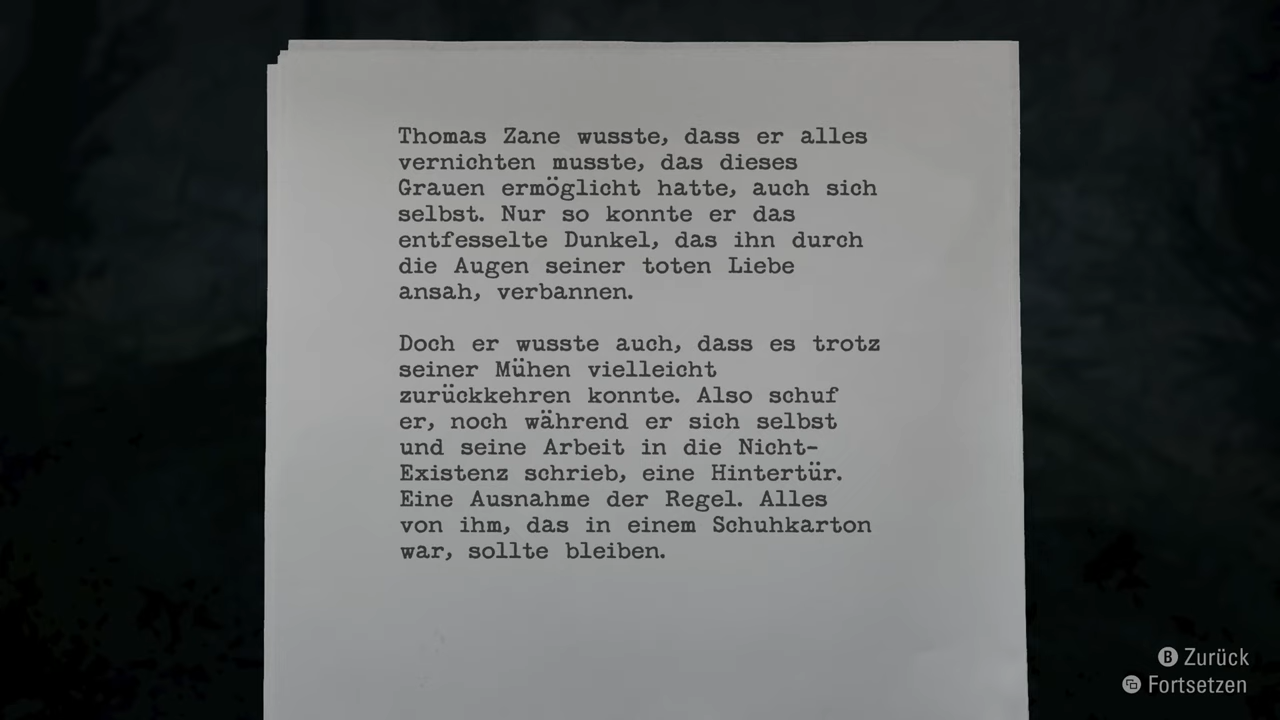 Thomas Zane wusste, dass er alles
vernichten musste, das dieses
Grauen ermöglicht hatte, auch sich
selbst. Nur so konnte er das
entfesselte Dunkel, das ihn durch
die Augen seiner toten Liebe
ansah, verbannen.
Doch er wusste auch, dass es trotz
seiner Mühen vielleicht
zurückkehren konnte. Also schuf
er, noch während er sich selbst
und seine Arbeit in die Nicht-
Existenz schrieb, eine Hintertür.
Eine Ausnahme der Regel. Alles
von ihm, das in einem Schuhkarton
war, sollte bleiben.
B Zurück
Fortsetzen